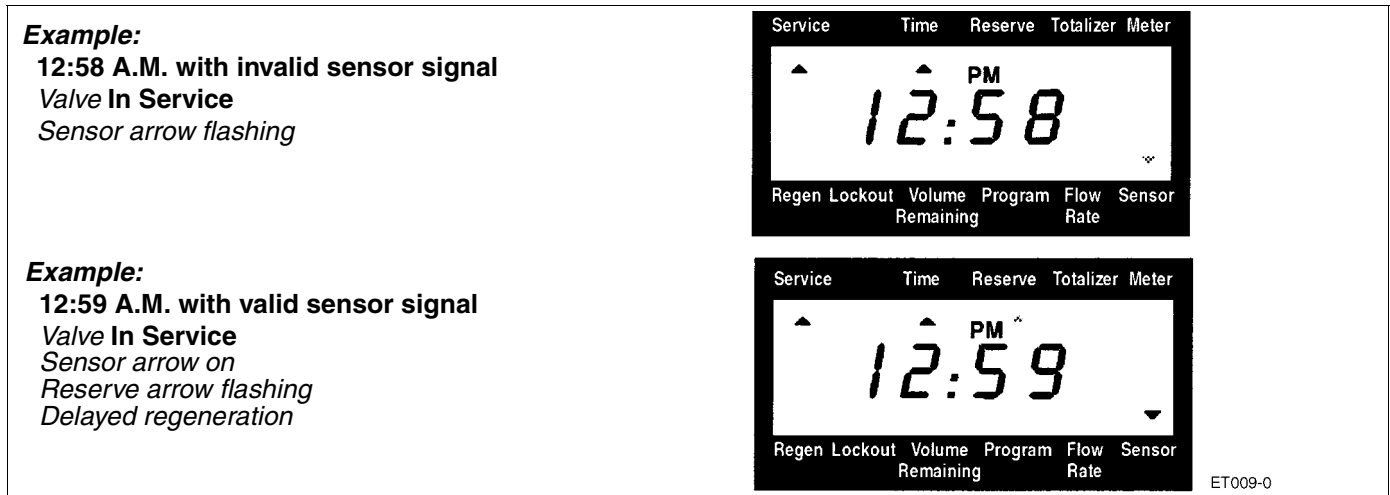 Example:
12:58 A.M. with invalid sensor signal
Valve In Service
Sensor arrow flashing
Service Time Reserve Totalizer Meter
PM
12:58
Regen Lockout Volume Remaining Program Flow Rate Sensor
Example:
12:59 A.M. with valid sensor signal
Valve In Service
Sensor arrow on
Reserve arrow flashing
Delayed regeneration
Service Time Reserve Totalizer Meter
PM
12:59
Regen Lockout Volume Remaining Program Flow Rate Sensor
ET009-0